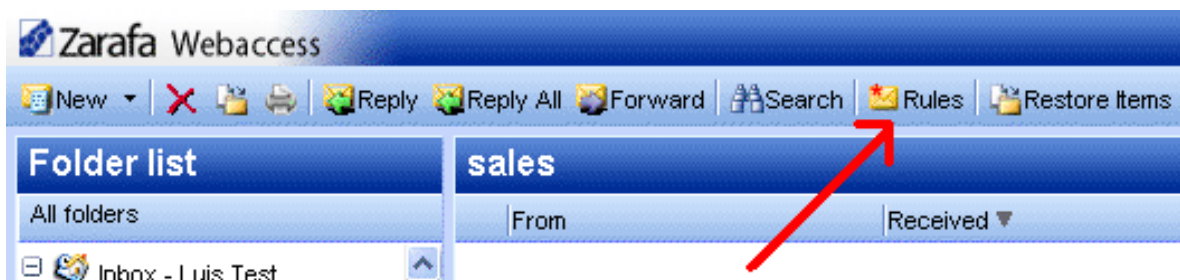 Zarafa Webaccess
New Reply Reply All Forward Search Rules Restore Items
Folder list sales
All folders From Received
Inbox - Luis Test